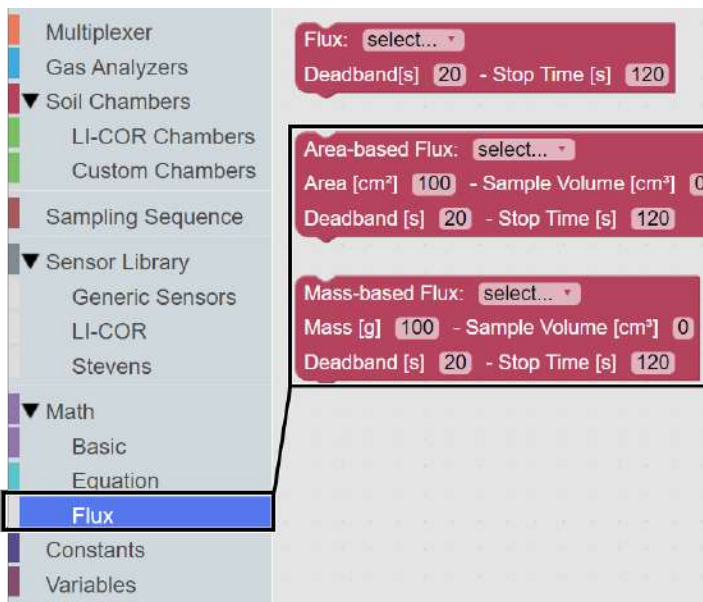 Multiplexer
Gas Analyzers
▼ Soil Chambers
LI-COR Chambers
Custom Chambers
Sampling Sequence
▼ Sensor Library
Generic Sensors
LI-COR
Stevens
▼ Math
Basic
Equation
Flux
Constants
Variables
Flux: select...
Deadband[s] 20 - Stop Time [s] 120
Area-based Flux: select...
Area [cm²] 100 - Sample Volume [cm³] 0
Deadband [s] 20 - Stop Time [s] 120
Mass-based Flux: select...
Mass [g] 100 - Sample Volume [cm³] 0
Deadband [s] 20 - Stop Time [s] 120